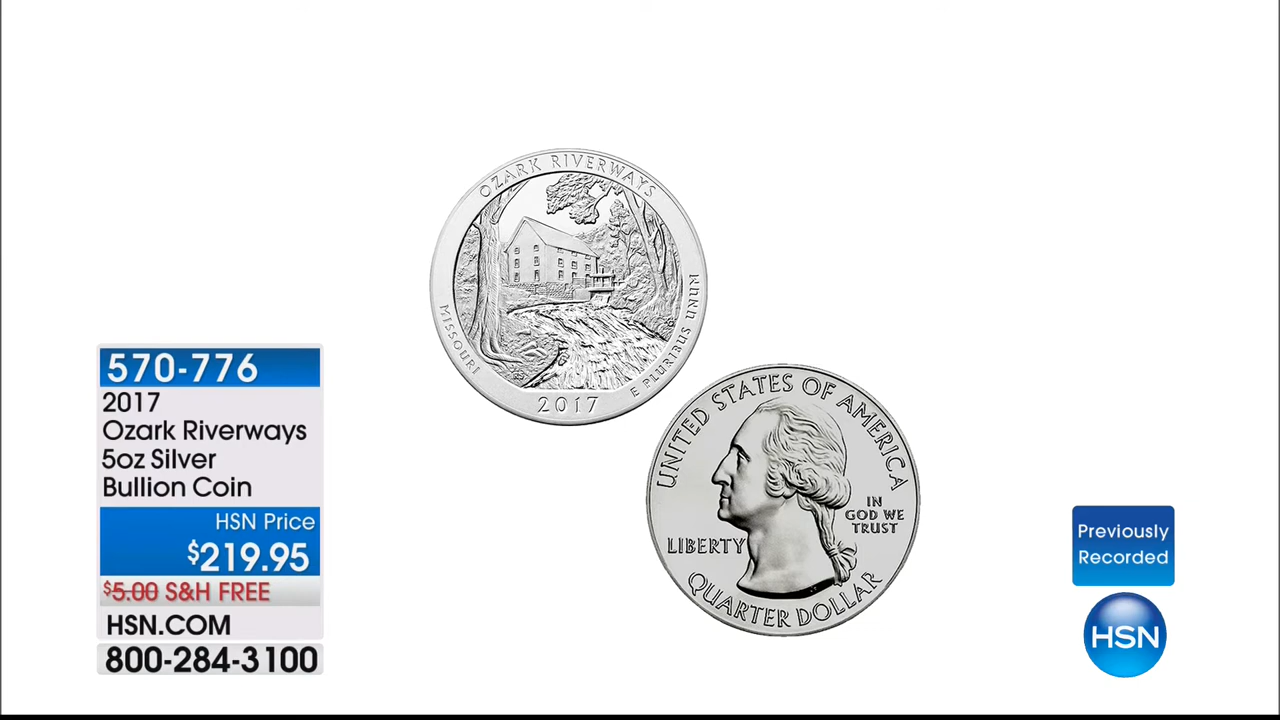 OZARK RIVERWAYS
MISSOURI
E PLURIBUS UNUM
2017
UNITED STATES OF AMERICA
IN
GOD WE
TRUST
LIBERTY
QUARTER DOLLAR
570-776
2017
Ozark Riverways
5oz Silver
Bullion Coin
HSN Price
$219.95
$5.00 S&H FREE
HSN.COM
800-284-3100
Previously
Recorded
HSN